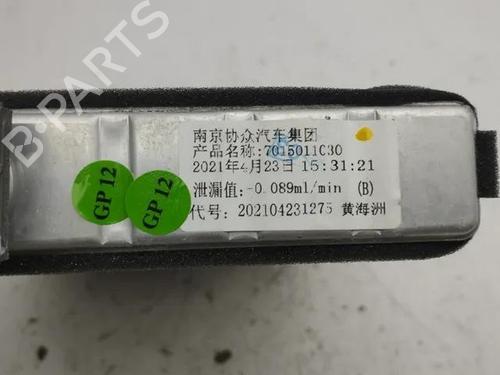 南京协众汽车集团
产品名称:7015011C30
2021年4月23日 15:31:21
泄漏值:-0.089ml/min (B)
代号: 202104231275 黄海洲
GP 12
GP 12
B-PARTS